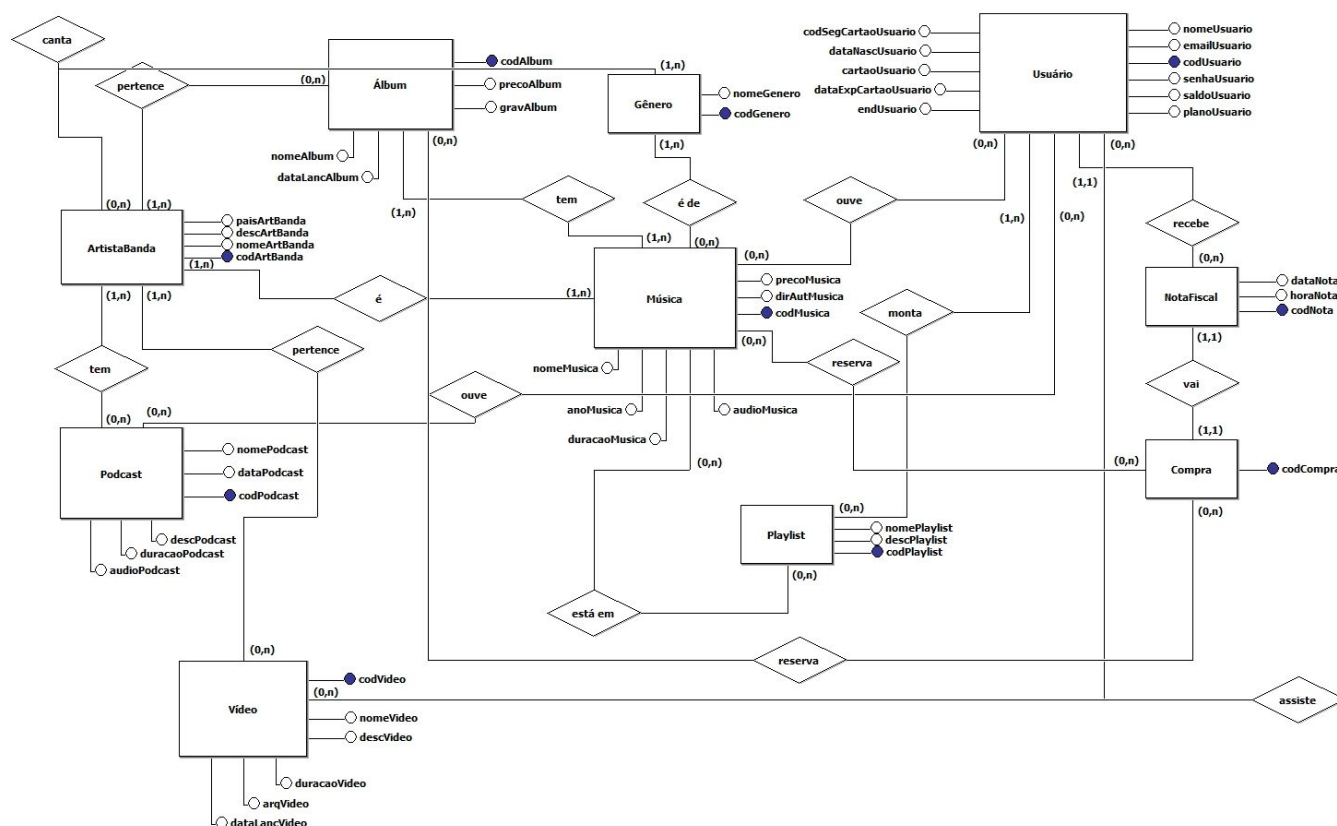 canta
pertence
(0,n)
Álbum
codAlbum
precoAlbum
gravAlbum
nomeAlbum
dataLancAlbum
(1,n)
(0,n)
(1,n)
Gênero
nomeGenero
codGenero
(1,n)
codSegCartaoUsuario
dataNascUsuario
cartaoUsuario
dataExpCartaoUsuario
endUsuario
Usuário
nomeUsuario
emailUsuario
codUsuario
senhaUsuario
saldoUsuario
planoUsuario
(0,n)
(1,n)
(0,n)
(1,1)
(0,n)
tem
é de
ouve
recebe
(0,n)
(1,n)
ArtistaBanda
paisArtBanda
descArtBanda
nomeArtBanda
codArtBanda
(1,n)
(1,n)
(1,n)
é
(1,n)
(1,n)
(0,n)
(0,n)
Música
precoMusica
dirAutMusica
codMusica
(0,n)
nomeMusica
anoMusica
duracaoMusica
audioMusica
(0,n)
monta
reserva
(0,n)
NotaFiscal
dataNota
horaNota
codNota
(1,1)
vai
(1,1)
tem
pertence
ouve
(0,n)
(0,n)
Podcast
nomePodcast
dataPodcast
codPodcast
descPodcast
duracaoPodcast
audioPodcast
(0,n)
Compra
codCompra
(0,n)
(0,n)
Playlist
nomePlaylist
descPlaylist
codPlaylist
(0,n)
está em
reserva
(0,n)
Vídeo
codVideo
(0,n)
nomeVideo
descVideo
duracaoVideo
arqVideo
dataLancVideo
assiste